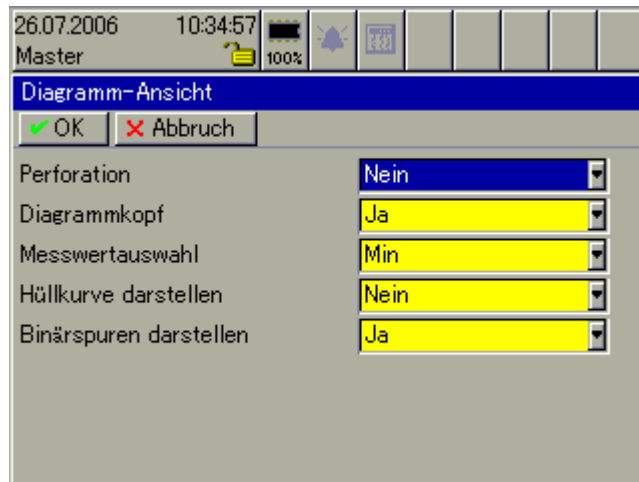 26.07.2006 10:34:57
Master 100%
Diagramm-Ansicht
OK Abbruch
Perforation Nein
Diagrammkopf Ja
Messwertauswahl Min
Hüllkurve darstellen Nein
Binärspuren darstellen Ja